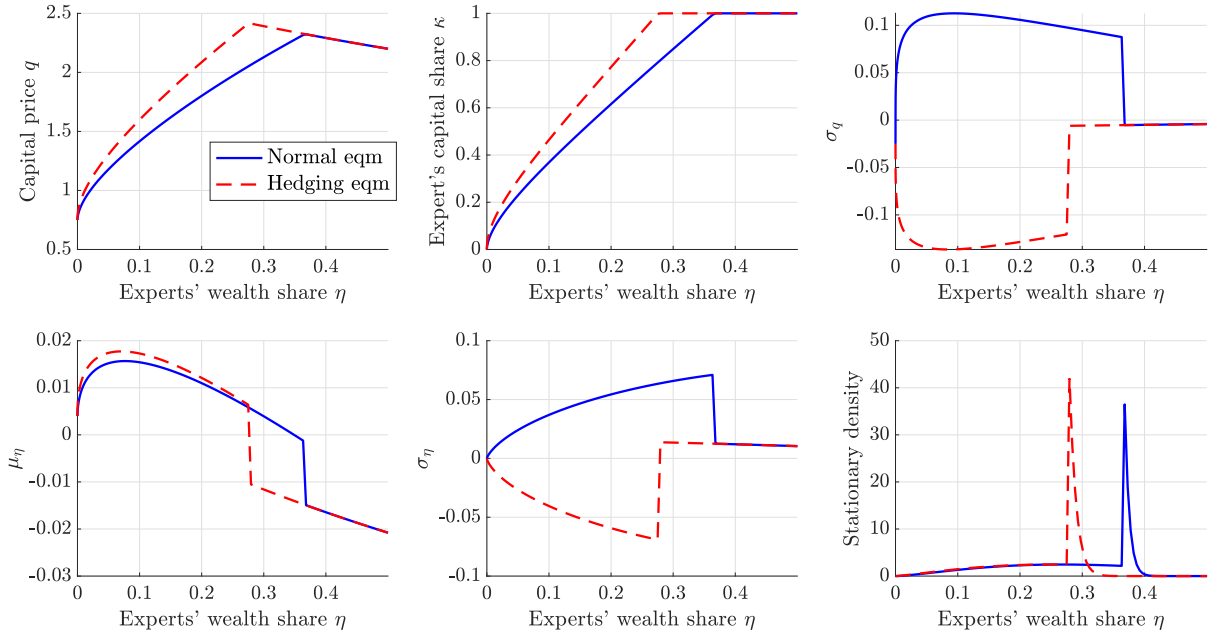 Capital price q
2.5
2
1.5
1
0.5
0 0.1 0.2 0.3 0.4
Experts' wealth share η
Normal eqm
Hedging eqm
Expert's capital share κ
1
0.8
0.6
0.4
0.2
0
0 0.1 0.2 0.3 0.4
Experts' wealth share η
σq
0.1
0.05
0
-0.05
-0.1
0 0.1 0.2 0.3 0.4
Experts' wealth share η
μη
0.02
0.01
0
-0.01
-0.02
-0.03
0 0.1 0.2 0.3 0.4
Experts' wealth share η
ση
0.1
0.05
0
-0.05
-0.1
0 0.1 0.2 0.3 0.4
Experts' wealth share η
Stationary density
50
40
30
20
10
0
0 0.1 0.2 0.3 0.4
Experts' wealth share η